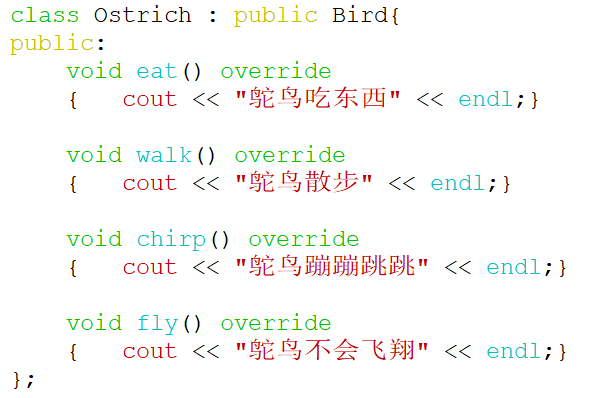 class Ostrich : public Bird{
public:
    void eat() override
    {   cout << "鸵鸟吃东西" << endl;}

    void walk() override
    {   cout << "鸵鸟散步" << endl;}

    void chirp() override
    {   cout << "鸵鸟蹦蹦跳跳" << endl;}

    void fly() override
    {   cout << "鸵鸟不会飞翔" << endl;}
};